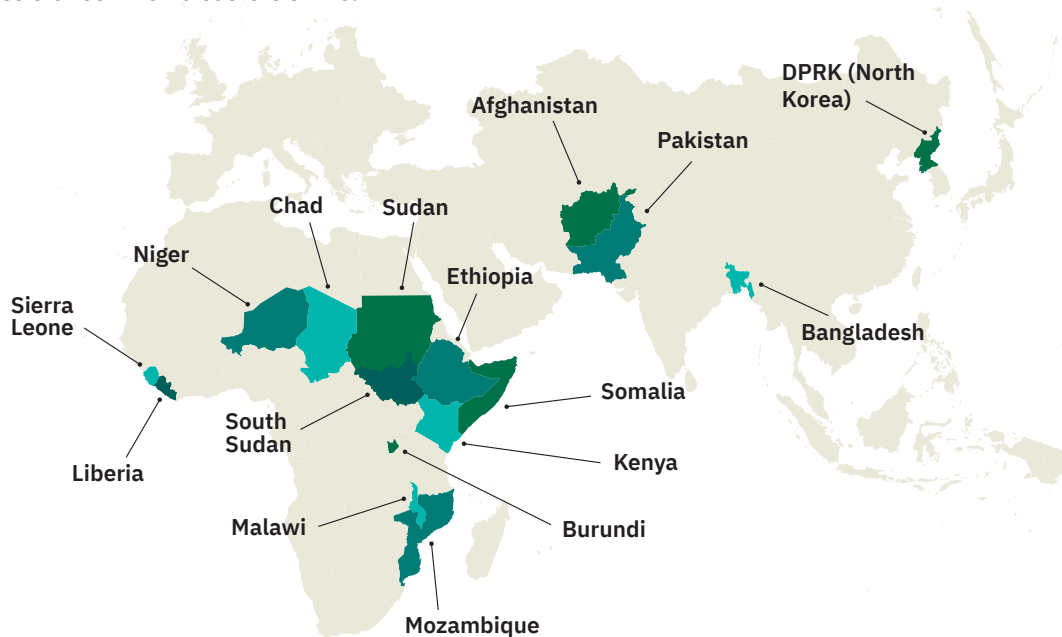 DPRK (North
Korea)
Afghanistan
Pakistan
Chad
Sudan
Niger
Ethiopia
Sierra
Leone
Bangladesh
Somalia
South
Sudan
Kenya
Liberia
Malawi
Burundi
Mozambique